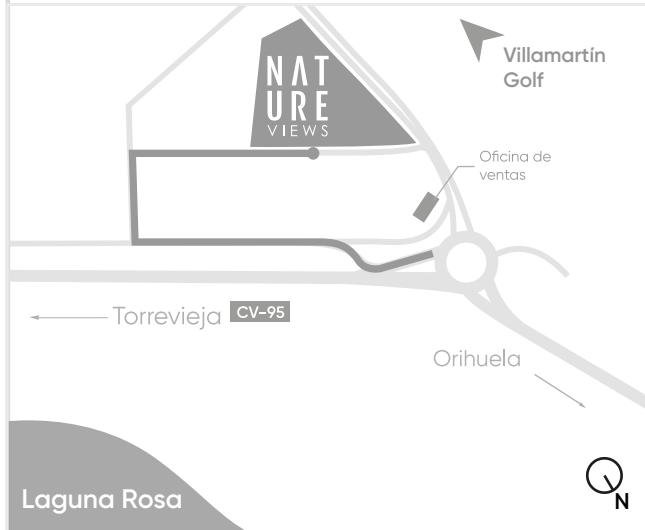 NAT
URE
VIEWS
Villamartín
Golf
Oficina de
ventas
Torrevieja CV-95
Orihuela
Laguna Rosa
N